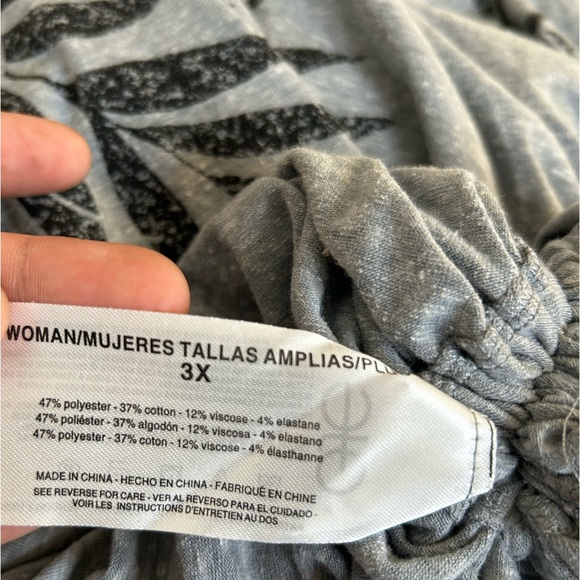 WOMAN/MUJERES TALLAS AMPLIAS/PLU
3X
47% polyester - 37% cotton - 12% viscose - 4% elastane
47% poliéster - 37% algodón - 12% viscosa - 4% elastano
47% polyester - 37% coton - 12% viscose - 4% élasthanne
MADE IN CHINA - HECHO EN CHINA - FABRIQUÉ EN CHINE
SEE REVERSE FOR CARE - VER AL REVERSO PARA EL CUIDADO -
VOIR LES INSTRUCTIONS D'ENTRETIEN AU DOS